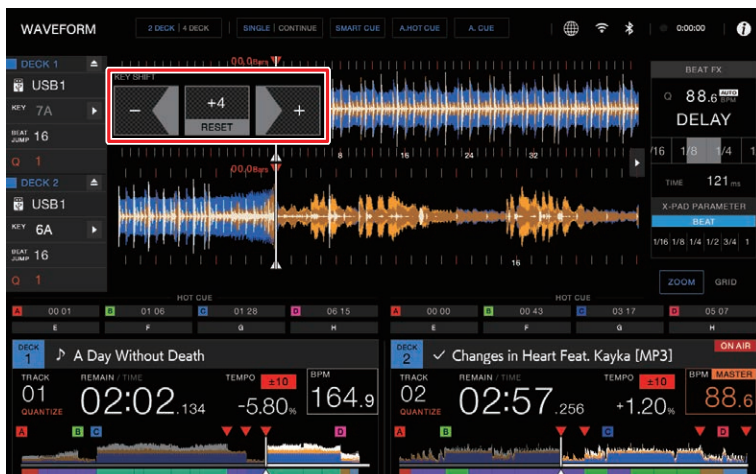 WAVEFORM 2 DECK | 4 DECK SINGLE | CONTINUE SMART CUE A.HOT CUE A. CUE 0:00:00
DECK 1 00.0Bars
USB1
KEY 7A
BEAT JUMP 16
Q 1
KEY SHIFT
− +4 +
RESET
8 16 24 32
DECK 2 00.0Bars
USB1
KEY 6A
BEAT JUMP 16
Q 1
16
BEAT FX
Q 88.6 AUTO BPM
DELAY
/16 1/8 1/4 1
TIME 121 ms
X-PAD PARAMETER
BEAT
1/16 1/8 1/4 1/2 3/4 1
ZOOM GRID
HOT CUE HOT CUE
A 00 01 B 01 06 C 01 28 D 06 15 A 00 00 B 00 43 C 03 17 D 05 07
E F G H E F G H
DECK 1 A Day Without Death
TRACK 01
QUANTIZE
REMAIN / TIME
02:02.134
TEMPO ±10
-5.80%
BPM
164.9
A B C D
DECK 2 Changes in Heart Feat. Kayka [MP3] ON AIR
TRACK 02
QUANTIZE
REMAIN / TIME
02:57.256
TEMPO ±10
+1.20%
BPM MASTER
88.6
A B C D